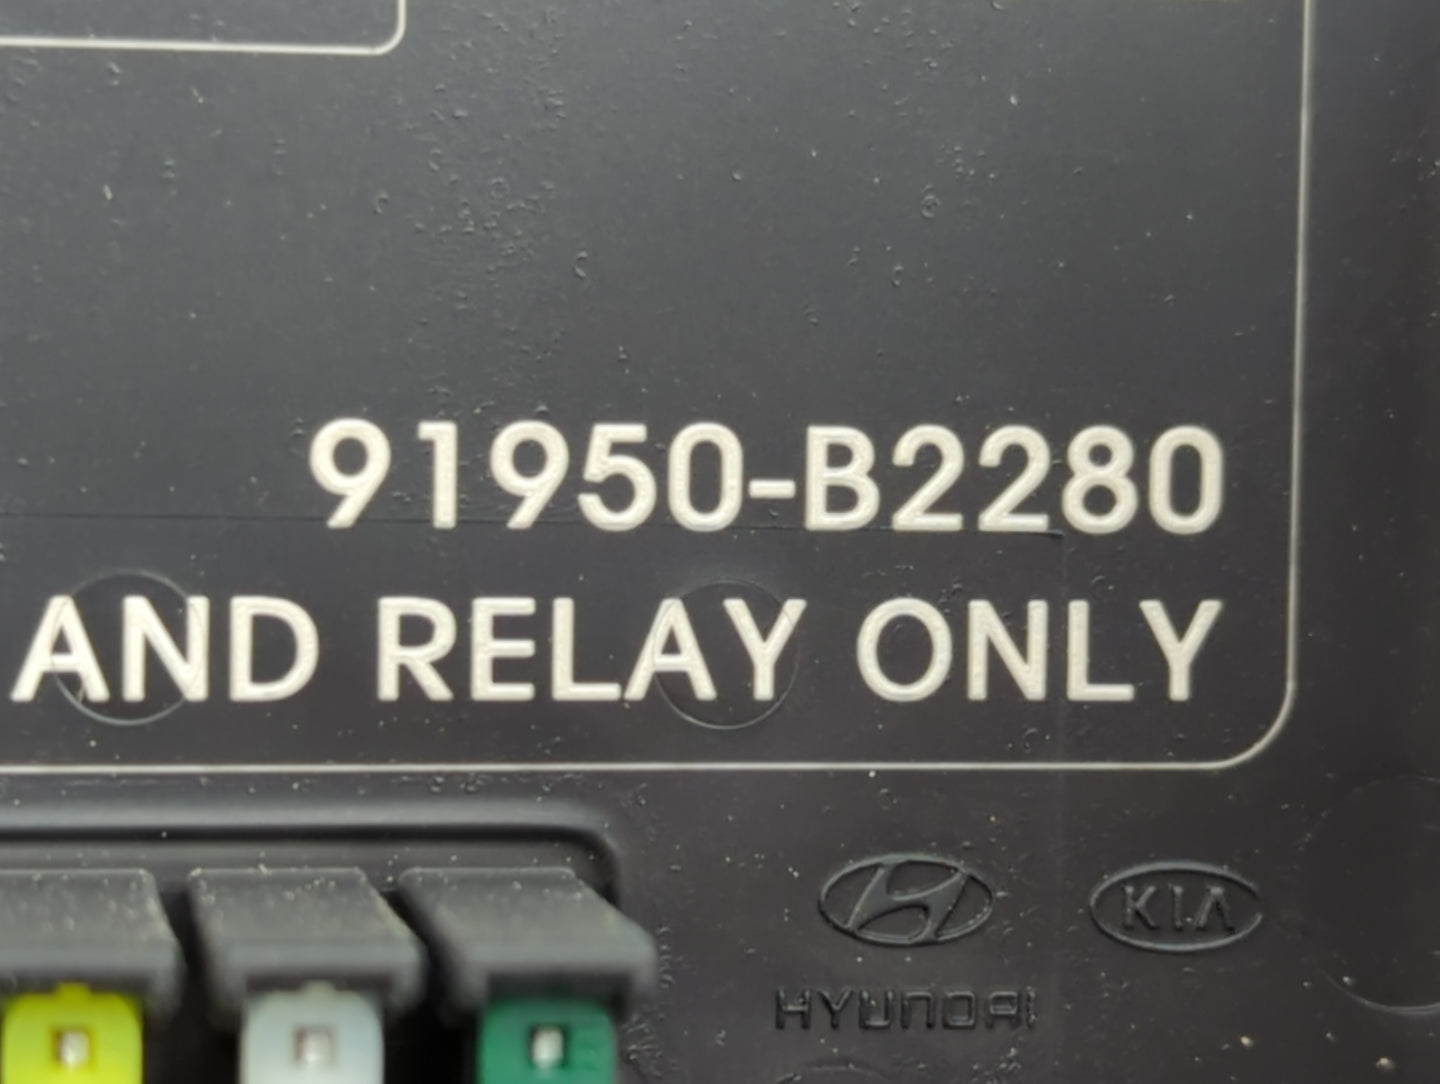 91950-B2280
AND RELAY ONLY
KIA
HYUNDAI